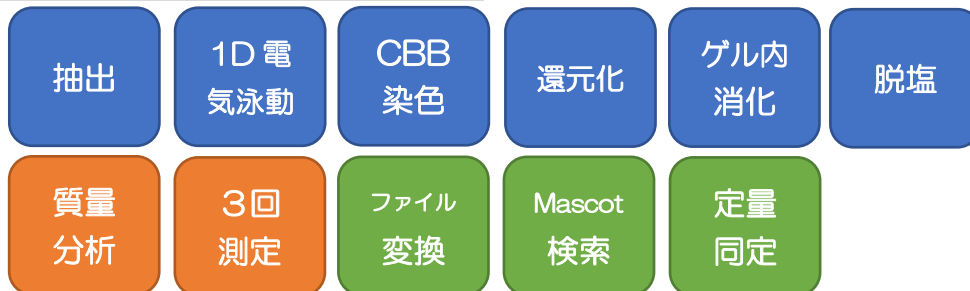 抽出
1D 電
気泳動
CBB
染色
還元化
ゲル内
消化
脱塩
質量
分析
3回
測定
ファイル
変換
Mascot
検索
定量
同定